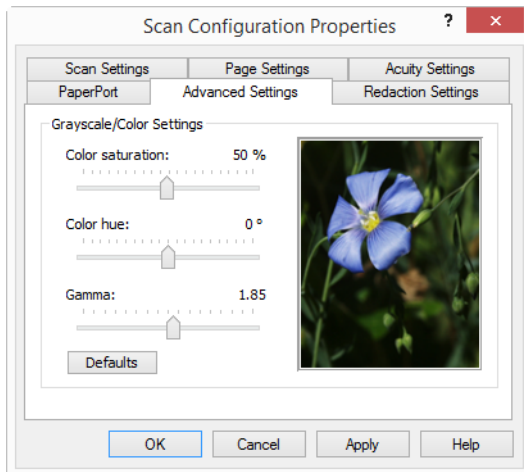 Scan Configuration Properties ? ×
Scan Settings Page Settings Acuity Settings
PaperPort Advanced Settings Redaction Settings
Grayscale/Color Settings
Color saturation: 50 %
Color hue: 0 °
Gamma: 1.85
Defaults
OK Cancel Apply Help